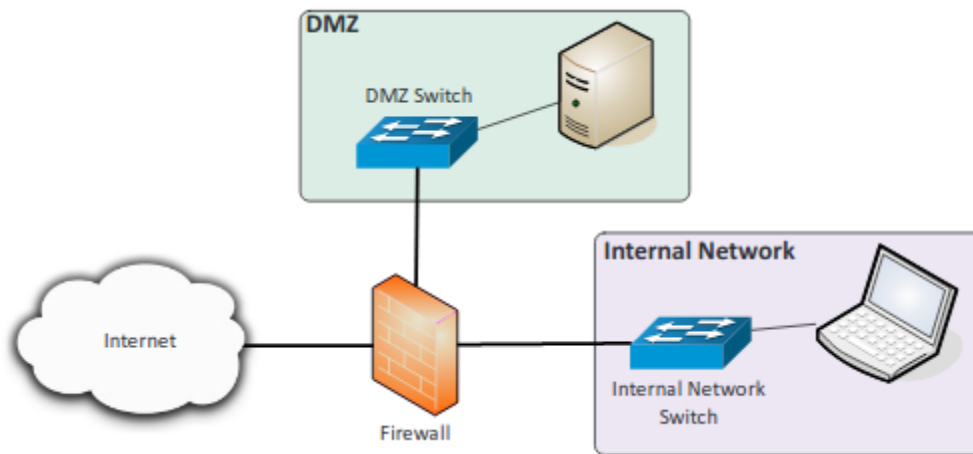 DMZ
DMZ Switch
Internal Network
Internet
Internal Network
Switch
Firewall